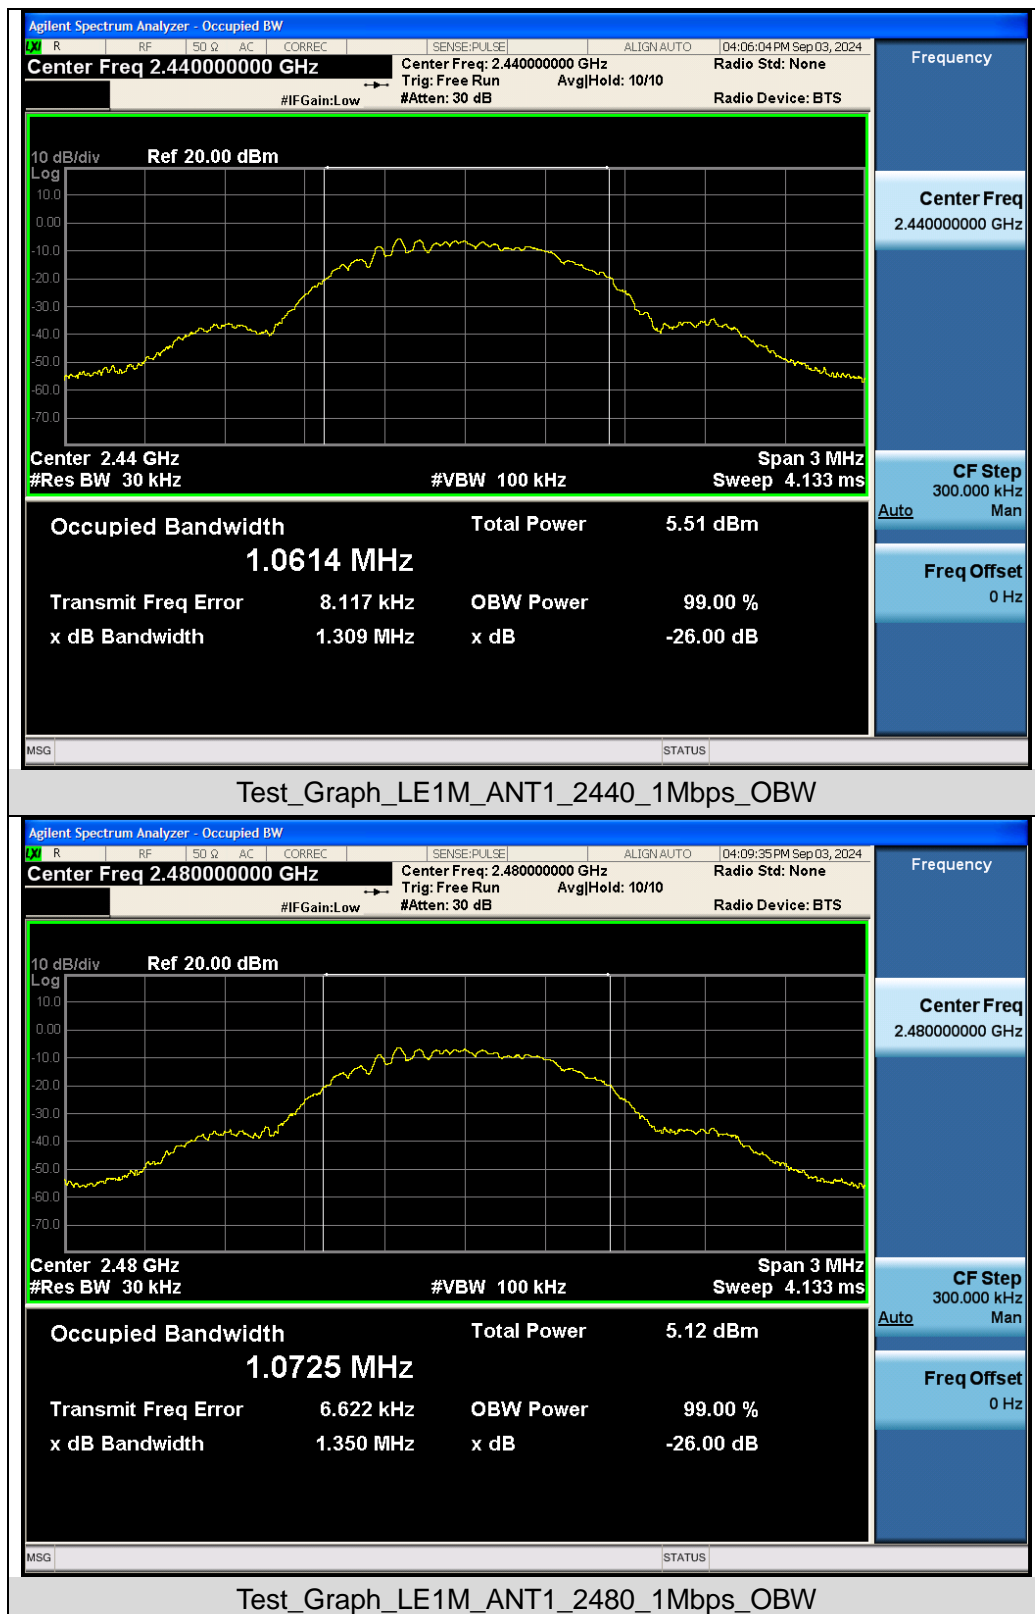 Agilent Spectrum Analyzer - Occupied BW
LXI R RF 50 Ω AC CORREC SENSE:PULSE ALIGN AUTO 04:06:04 PM Sep 03, 2024
Center Freq 2.440000000 GHz Center Freq: 2.440000000 GHz Radio Std: None Frequency
Trig: Free Run Avg|Hold: 10/10
#IFGain:Low #Atten: 30 dB Radio Device: BTS
10 dB/div Ref 20.00 dBm
Log
10.0
0.00
-10.0
-20.0
-30.0
-40.0
-50.0
-60.0
-70.0
Center Freq
2.440000000 GHz
Center 2.44 GHz Span 3 MHz
#Res BW 30 kHz #VBW 100 kHz Sweep 4.133 ms
CF Step
300.000 kHz
Auto Man
Occupied Bandwidth Total Power 5.51 dBm
1.0614 MHz
Transmit Freq Error 8.117 kHz OBW Power 99.00 %
x dB Bandwidth 1.309 MHz x dB -26.00 dB
Freq Offset
0 Hz
MSG STATUS
Test_Graph_LE1M_ANT1_2440_1Mbps_OBW
Agilent Spectrum Analyzer - Occupied BW
LXI R RF 50 Ω AC CORREC SENSE:PULSE ALIGN AUTO 04:09:35 PM Sep 03, 2024
Center Freq 2.480000000 GHz Center Freq: 2.480000000 GHz Radio Std: None Frequency
Trig: Free Run Avg|Hold: 10/10
#IFGain:Low #Atten: 30 dB Radio Device: BTS
10 dB/div Ref 20.00 dBm
Log
10.0
0.00
-10.0
-20.0
-30.0
-40.0
-50.0
-60.0
-70.0
Center Freq
2.480000000 GHz
Center 2.48 GHz Span 3 MHz
#Res BW 30 kHz #VBW 100 kHz Sweep 4.133 ms
CF Step
300.000 kHz
Auto Man
Occupied Bandwidth Total Power 5.12 dBm
1.0725 MHz
Transmit Freq Error 6.622 kHz OBW Power 99.00 %
x dB Bandwidth 1.350 MHz x dB -26.00 dB
Freq Offset
0 Hz
MSG STATUS
Test_Graph_LE1M_ANT1_2480_1Mbps_OBW